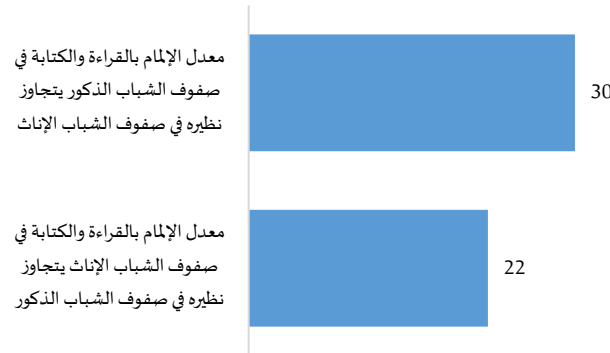 معدل الإلمام بالقراءة والكتابة في
صفوف الشباب الذكور يتجاوز
نظيره في صفوف الشباب الإناث
30
معدل الإلمام بالقراءة والكتابة في
صفوف الشباب الإناث يتجاوز
نظيره في صفوف الشباب الذكور
22